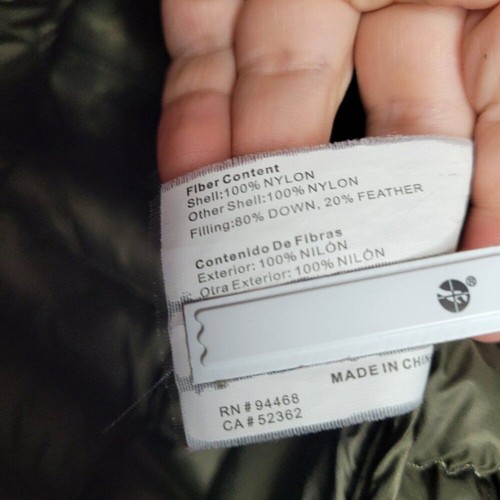 Fiber Content
Shell:100% NYLON
Other Shell:100% NYLON
Filling:80% DOWN, 20% FEATHER
Contenido De Fibras
Exterior: 100% NILÓN
Otra Exterior: 100% NILÓN
®
MADE IN CHIN
RN # 94468
CA # 52362